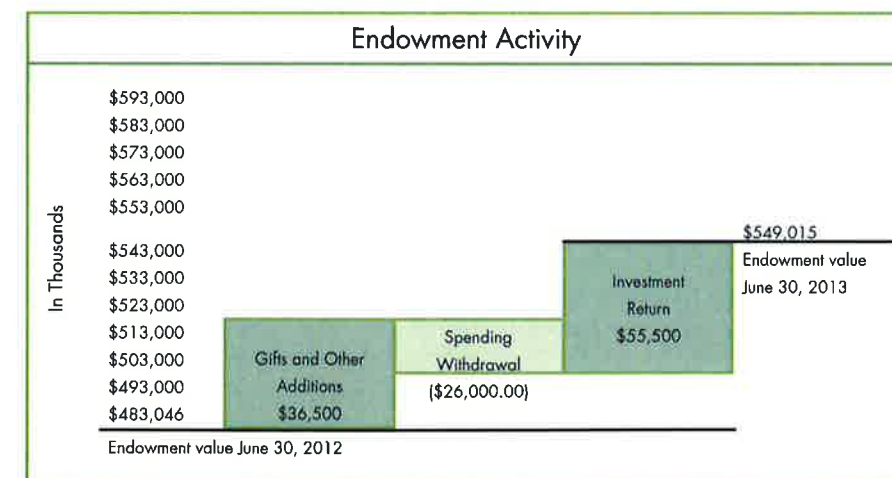 Endowment Activity
In Thousands
$593,000
$583,000
$573,000
$563,000
$553,000
$543,000
$533,000
$523,000
$513,000
$503,000
$493,000
$483,046
Gifts and Other
Additions
$36,500
Spending
Withdrawal
($26,000.00)
Investment
Return
$55,500
$549,015
Endowment value
June 30, 2013
Endowment value June 30, 2012